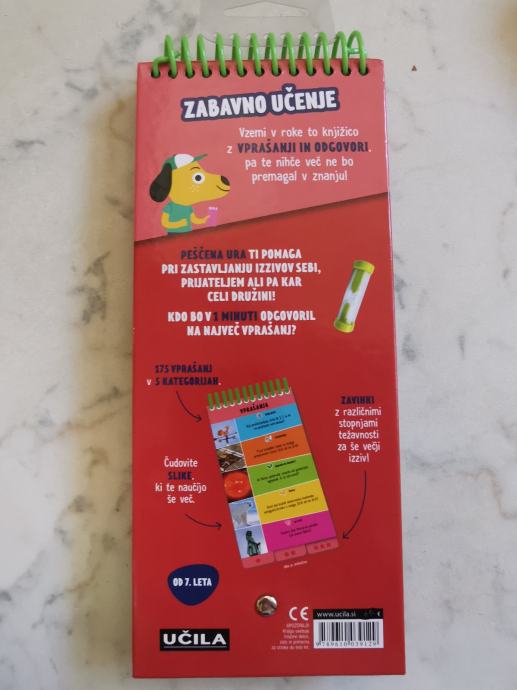 ZABAVNO UČENJE
Vzemi v roke to knjižico
z VPRAŠANJI IN ODGOVORI,
pa te nihče več ne bo
premagal v znanju!
PEŠČENA URA TI POMAGA
PRI ZASTAVLJANJU IZZIVOV SEBI,
PRIJATELJEM ALI PA KAR
CELI DRUŽINI!
KDO BO V 1 MINUTI ODGOVORIL
NA NAJVEČ VPRAŠANJ?
175 VPRAŠANJ
V 5 KATEGORIJAH.
VPRAŠANJA
ZAVIHKI
z različnimi
stopnjami
težavnosti
za še večji
izziv!
Čudovite
SLIKE,
ki te naučijo
še več.
OD 7. LETA
UČILA
CE
OPOZORILO!
www.ucila.si
€
9789610039129